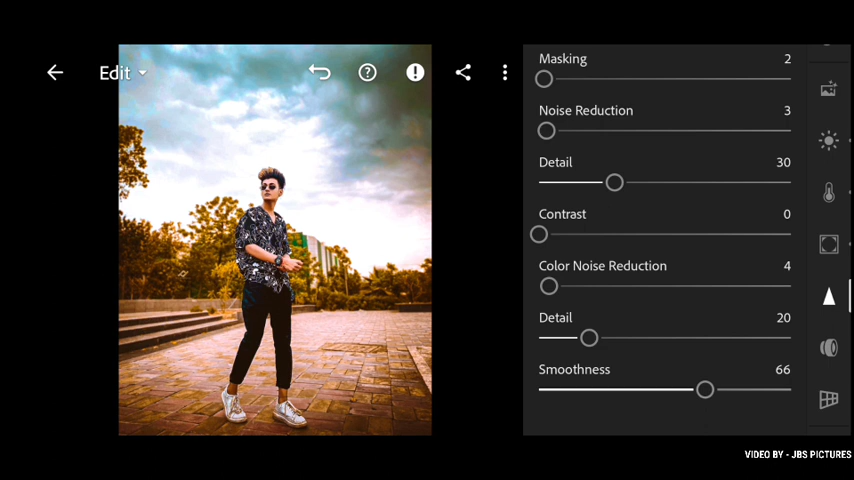 Edit
Masking 2
Noise Reduction 3
Detail 30
Contrast 0
Color Noise Reduction 4
Detail 20
Smoothness 66
VIDEO BY - JBS PICTURES